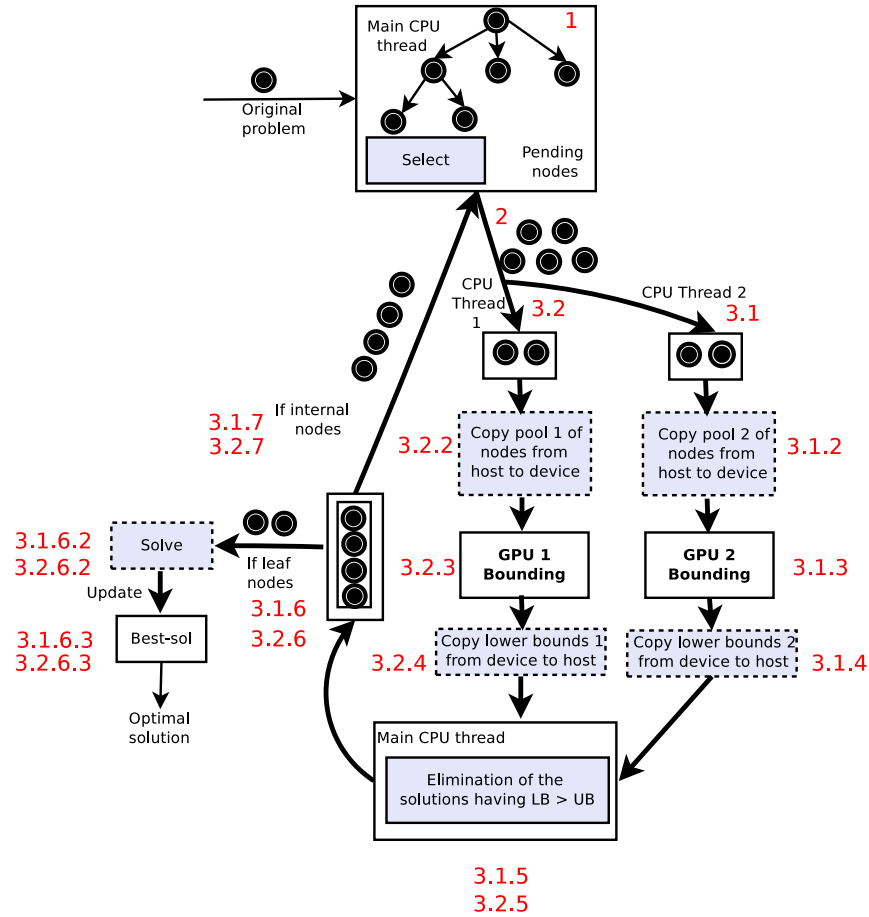 1
Main CPU
thread
Original
problem
Select
Pending
nodes
2
CPU
Thread
1
3.2
CPU Thread 2
3.1
3.1.7
3.2.7
If internal
nodes
3.2.2
Copy pool 1 of
nodes from
host to device
Copy pool 2 of
nodes from
host to device
3.1.2
3.1.6.2
3.2.6.2
Solve
If leaf
nodes
3.1.6
3.2.6
3.2.3
GPU 1
Bounding
GPU 2
Bounding
3.1.3
Update
3.1.6.3
3.2.6.3
Best-sol
3.2.4
Copy lower bounds 1
from device to host
Copy lower bounds 2
from device to host
3.1.4
Optimal
solution
Main CPU thread
Elimination of the
solutions having LB > UB
3.1.5
3.2.5